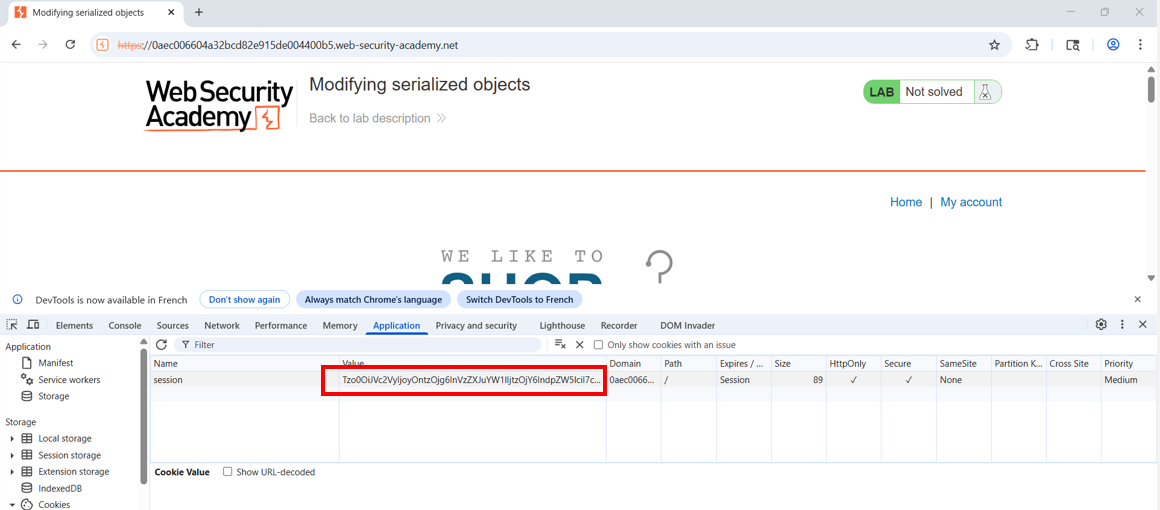 Modifying serialized objects
https://0aec006604a32bcd82e915de004400b5.web-security-academy.net
WebSecurity
Academy
Modifying serialized objects
Back to lab description
LAB Not solved
Home | My account
WE LIKE TO
SHOP
DevTools is now available in French Don't show again Always match Chrome's language Switch DevTools to French
Elements Console Sources Network Performance Memory Application Privacy and security Lighthouse Recorder DOM Invader
Application
Manifest
Service workers
Storage
Storage
Local storage
Session storage
Extension storage
IndexedDB
Cookies
Filter Only show cookies with an issue
Name Value Domain Path Expires / ... Size HttpOnly Secure SameSite Partition K... Cross Site Priority
session Tzo0OiJVc2VyIjoyOntzOjg6InVzZXJuYW1lIjtzOjY6IndpZW5lciI7c... 0aec0066... / Session 89 ✓ ✓ None Medium
Cookie Value Show URL-decoded